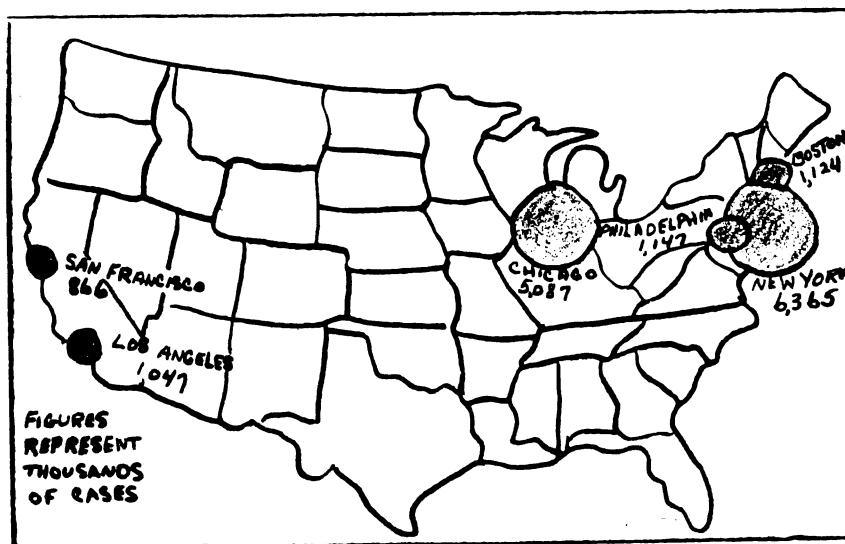 BOSTON
1,124
PHILADELPHIA
1,147
SAN FRANCISCO
866
CHICAGO
5,087
NEW YORK
6,365
LOS ANGELES
1,047
FIGURES
REPRESENT
THOUSANDS
OF CASES